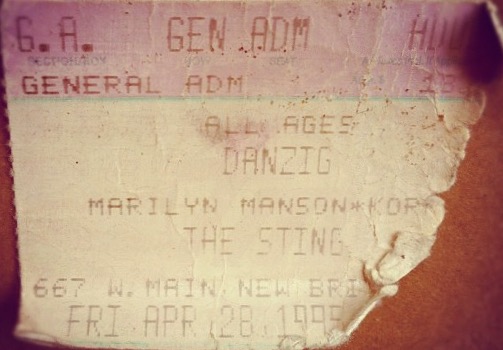 G.A. GEN ADM
GENERAL ADM
ALL AGES
DANZIG
MARILYN MANSON*KORN
THE STING
667 W. MAIN NEW BRI
FRI APR 28 1995